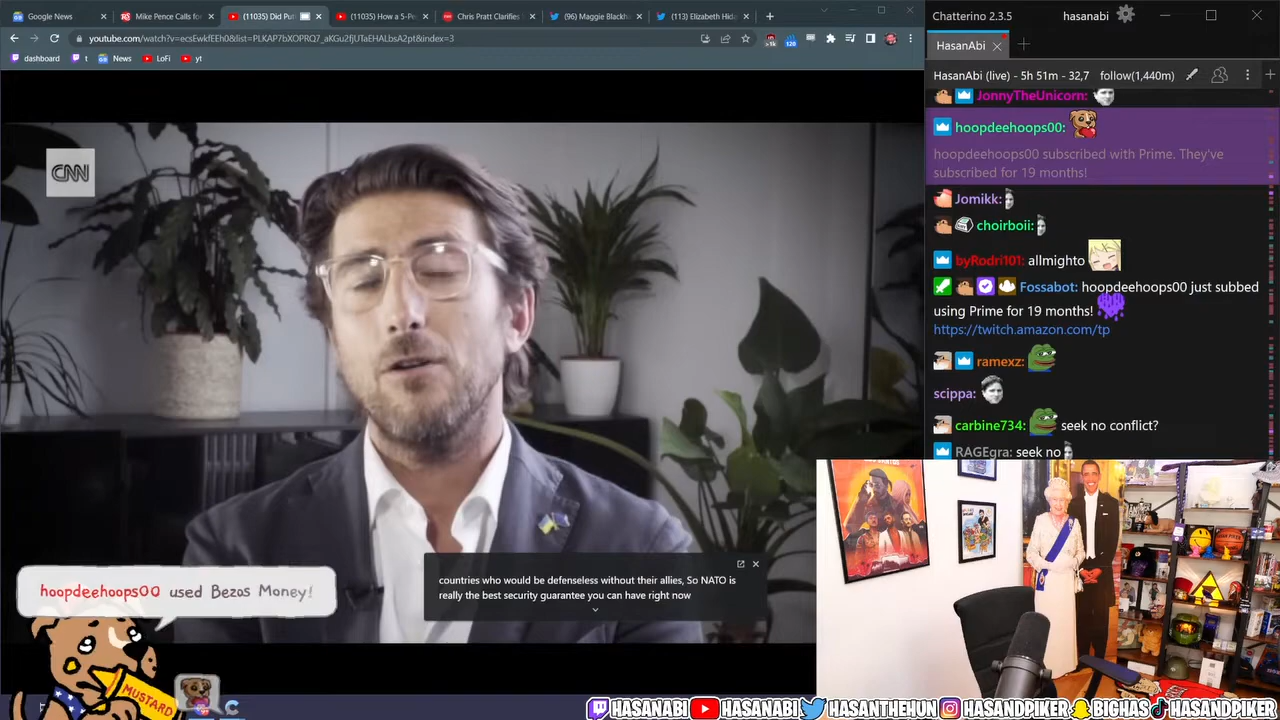 Google News
Mike Pence Calls for
(11035) Did Put
(11035) How a 5-Pe
Chris Pratt Clarifies
(96) Maggie Blackh
(113) Elizabeth Hid
youtube.com/watch?v=ecsEwkfEEh0&list=PLKAP7bXOPRQ7_aKGu2fjUTaEHALbsA2pt&index=3
dashboard
t
News
LoFi
yt
CNN
countries who would be defenseless without their allies, So NATO is
really the best security guarantee you can have right now
hoopdeehoops00 used Bezos Money!
MUSTARD
Chatterino 2.3.5
hasanabi
HasanAbi
HasanAbi (live) - 5h 51m - 32,7
follow(1,440m)
JonnyTheUnicorn:
hoopdeehoops00:
hoopdeehoops00 subscribed with Prime. They've
subscribed for 19 months!
Jomikk:
choirboii:
byRodri101: allmighto
Fossabot: hoopdeehoops00 just subbed
using Prime for 19 months!
https://twitch.amazon.com/tp
ramexz:
scippa:
carbine734: seek no conflict?
RAGEgra: seek no
HASANABI
HASANABI
HASANTHEHUN
HASANDPIKER
BIGHAS
HASANDPIKER